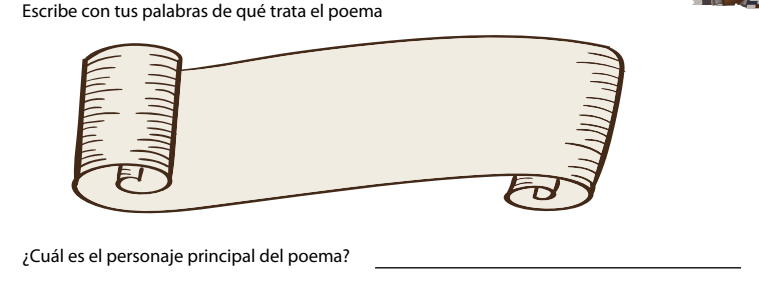 Escribe con tus palabras de qué trata el poema
¿Cuál es el personaje principal del poema?